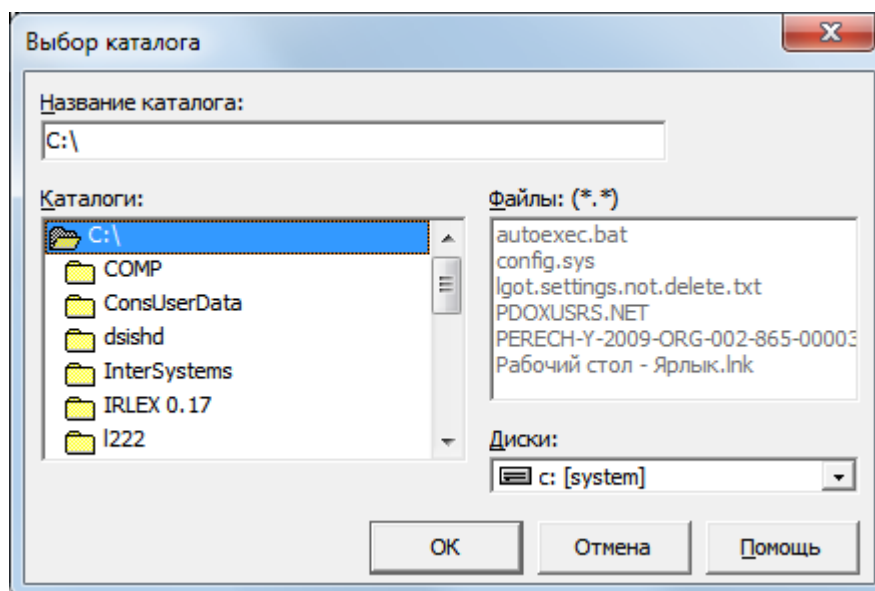 Выбор каталога
Название каталога:
C:\
Каталоги:
C:\
COMP
ConsUserData
dsishd
InterSystems
IRLEX 0.17
l222
Файлы: (*.*)
autoexec.bat
config.sys
lgot.settings.not.delete.txt
PDOXUSRS.NET
PERECH-Y-2009-ORG-002-865-00003
Рабочий стол - Ярлык.lnk
Диски:
c: [system]
OK
Отмена
Помощь